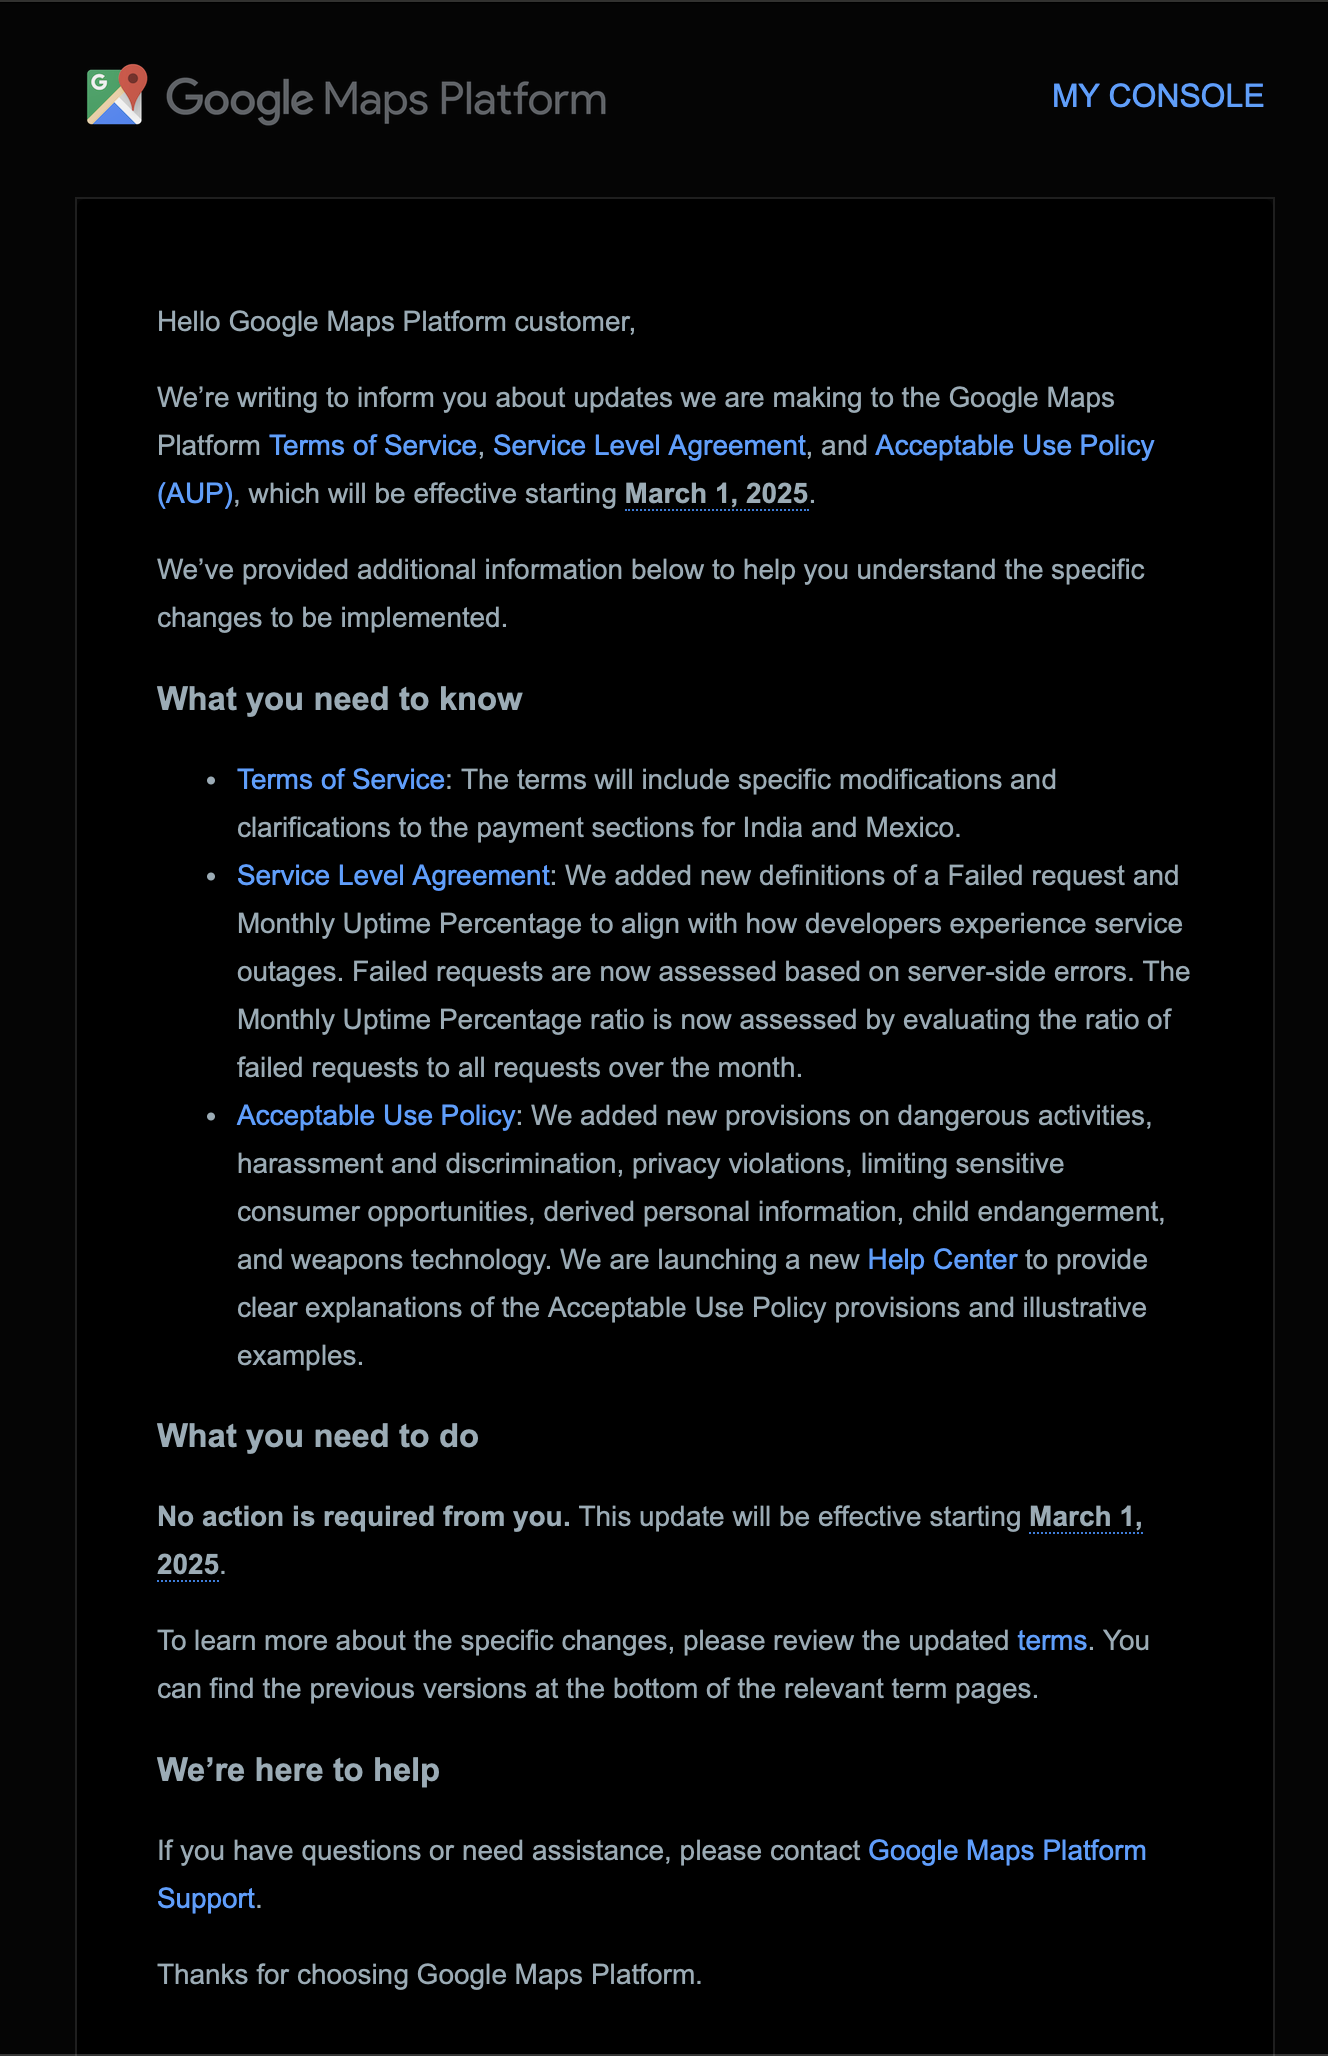 G
Google Maps Platform
MY CONSOLE
Hello Google Maps Platform customer,
We’re writing to inform you about updates we are making to the Google Maps
Platform Terms of Service, Service Level Agreement, and Acceptable Use Policy
(AUP), which will be effective starting March 1, 2025.
We’ve provided additional information below to help you understand the specific
changes to be implemented.
What you need to know
• Terms of Service: The terms will include specific modifications and
clarifications to the payment sections for India and Mexico.
• Service Level Agreement: We added new definitions of a Failed request and
Monthly Uptime Percentage to align with how developers experience service
outages. Failed requests are now assessed based on server-side errors. The
Monthly Uptime Percentage ratio is now assessed by evaluating the ratio of
failed requests to all requests over the month.
• Acceptable Use Policy: We added new provisions on dangerous activities,
harassment and discrimination, privacy violations, limiting sensitive
consumer opportunities, derived personal information, child endangerment,
and weapons technology. We are launching a new Help Center to provide
clear explanations of the Acceptable Use Policy provisions and illustrative
examples.
What you need to do
No action is required from you. This update will be effective starting March 1,
2025.
To learn more about the specific changes, please review the updated terms. You
can find the previous versions at the bottom of the relevant term pages.
We’re here to help
If you have questions or need assistance, please contact Google Maps Platform
Support.
Thanks for choosing Google Maps Platform.